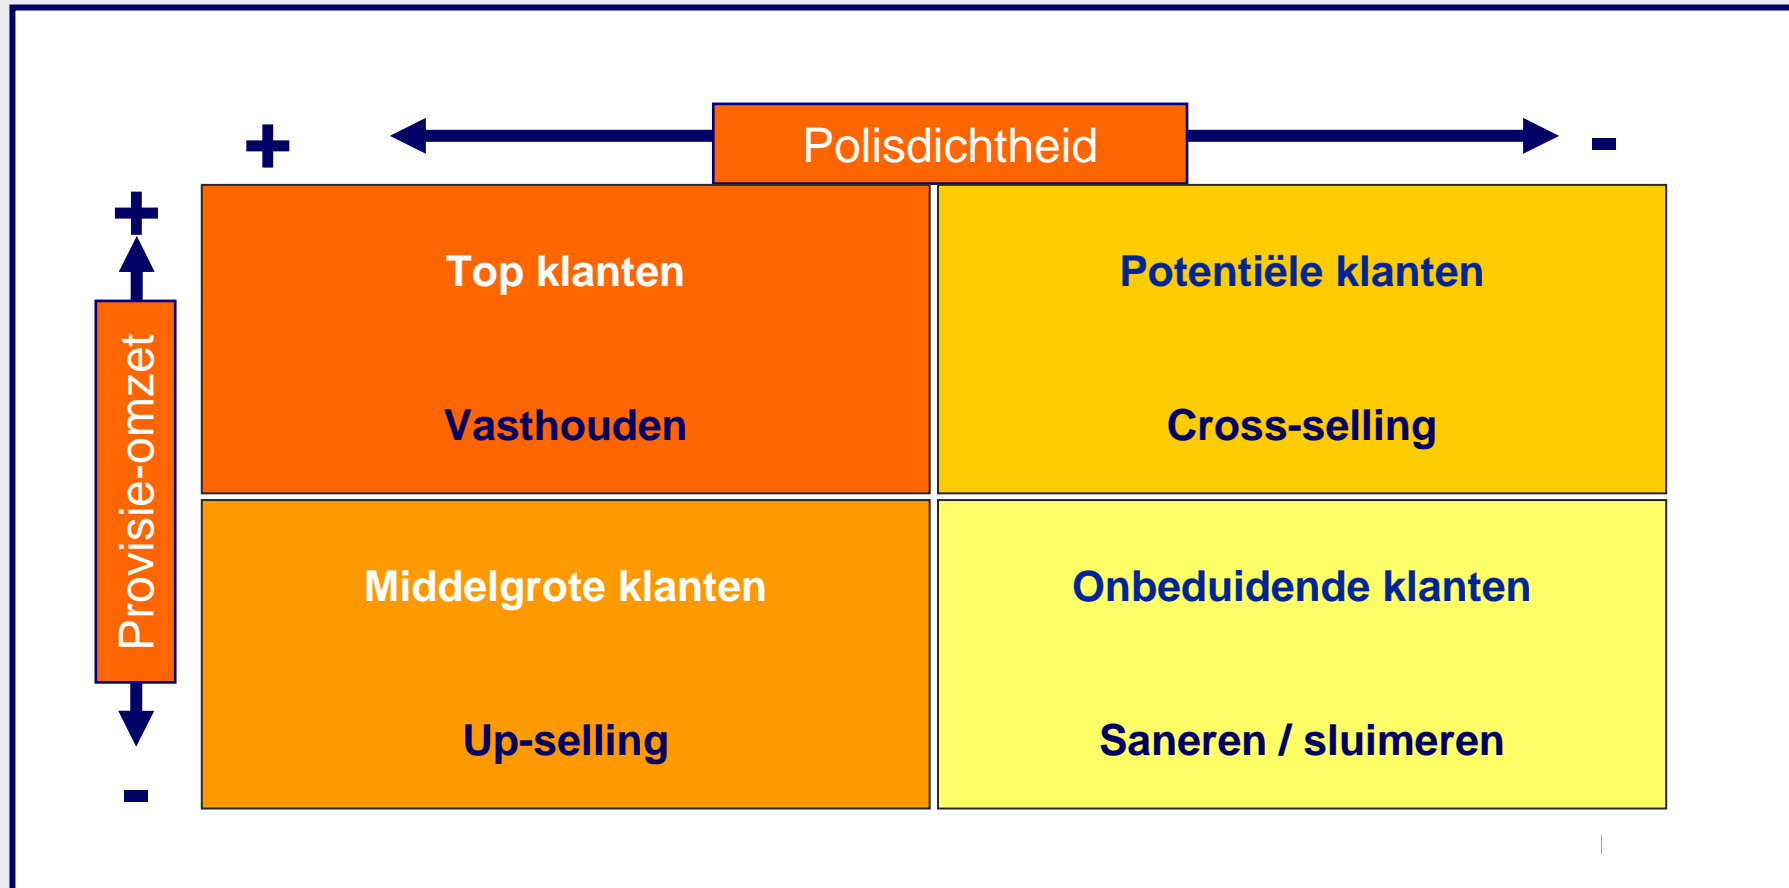 Polisdichtheid
+
-
+
Provisie-omzet
-
Top klanten
Vasthouden
Potentiële klanten
Cross-selling
Middelgrote klanten
Up-selling
Onbeduidende klanten
Saneren / sluimeren